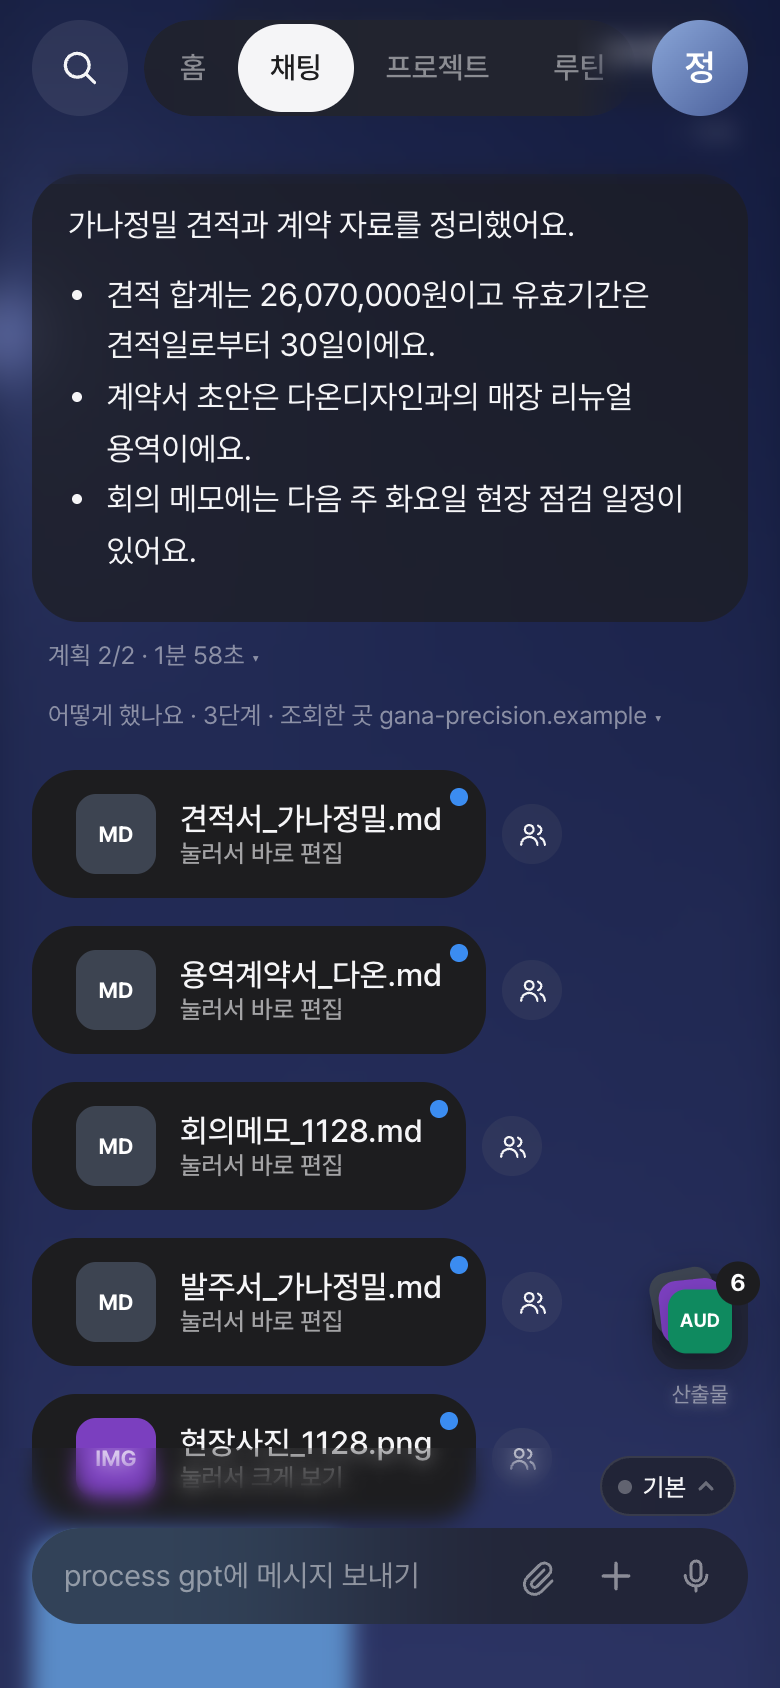 홈
채팅
프로젝트
루틴
정
가나정밀 견적과 계약 자료를 정리했어요.
• 견적 합계는 26,070,000원이고 유효기간은
견적일로부터 30일이에요.
• 계약서 초안은 다온디자인과의 매장 리뉴얼
용역이에요.
• 회의 메모에는 다음 주 화요일 현장 점검 일정이
있어요.
계획 2/2 · 1분 58초 ▾
어떻게 했나요 · 3단계 · 조회한 곳 gana-precision.example ▾
MD
견적서_가나정밀.md
눌러서 바로 편집
MD
용역계약서_다온.md
눌러서 바로 편집
MD
회의메모_1128.md
눌러서 바로 편집
MD
발주서_가나정밀.md
눌러서 바로 편집
6
AUD
산출물
IMG
현장사진_1128.png
눌러서 크게 보기
기본
process gpt에 메시지 보내기